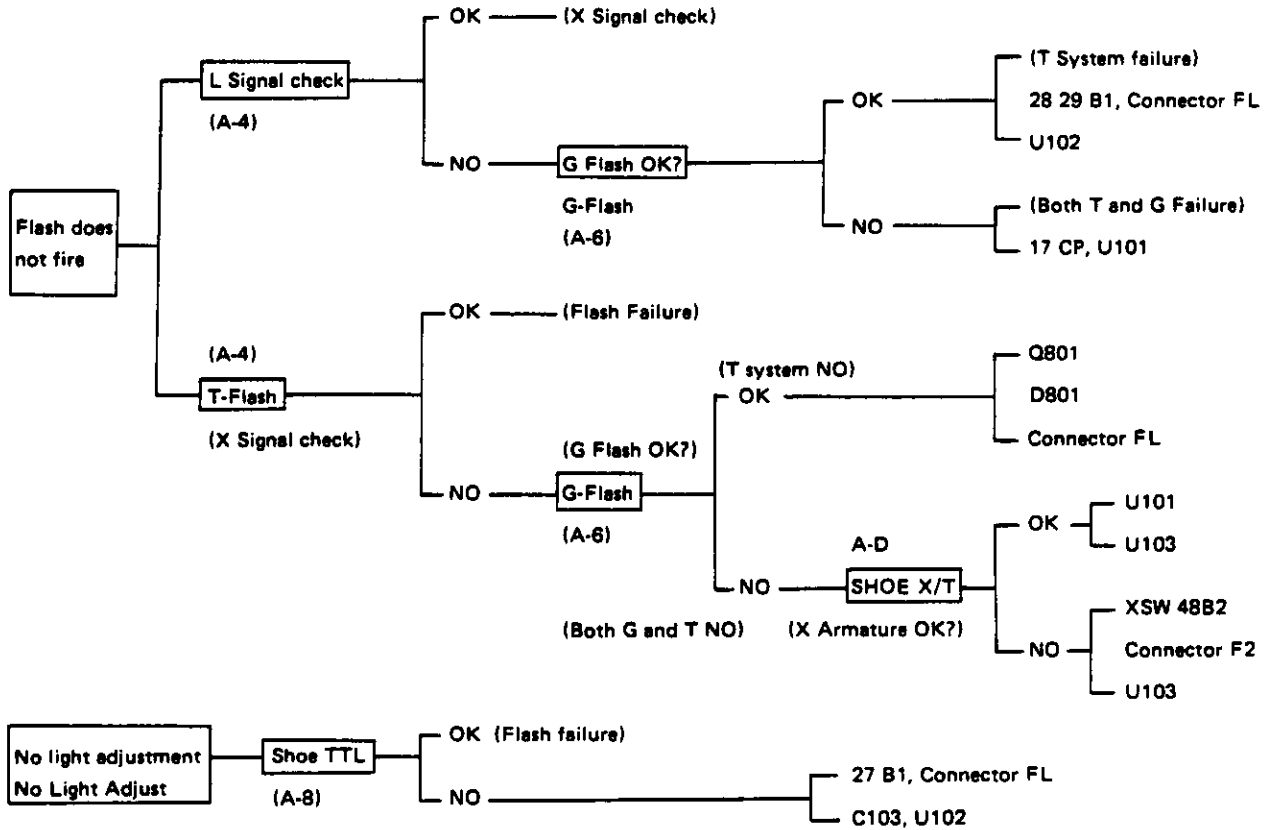 OK (X Signal check)
L Signal check
(A-4)
(T System failure)
OK 28 29 B1, Connector FL
U102
NO G Flash OK?
G-Flash
(A-6)
(Both T and G Failure)
NO
17 CP, U101
Flash does
not fire
OK (Flash Failure)
(A-4)
T-Flash
(X Signal check)
(T system NO)
OK
Q801
D801
Connector FL
(G Flash OK?)
NO G-Flash
(A-6)
A-D
NO SHOE X/T
(Both G and T NO) (X Armature OK?)
OK
U101
U103
NO
XSW 48B2
Connector F2
U103
No light adjustment
No Light Adjust
Shoe TTL
(A-8)
OK (Flash failure)
NO
27 B1, Connector FL
C103, U102